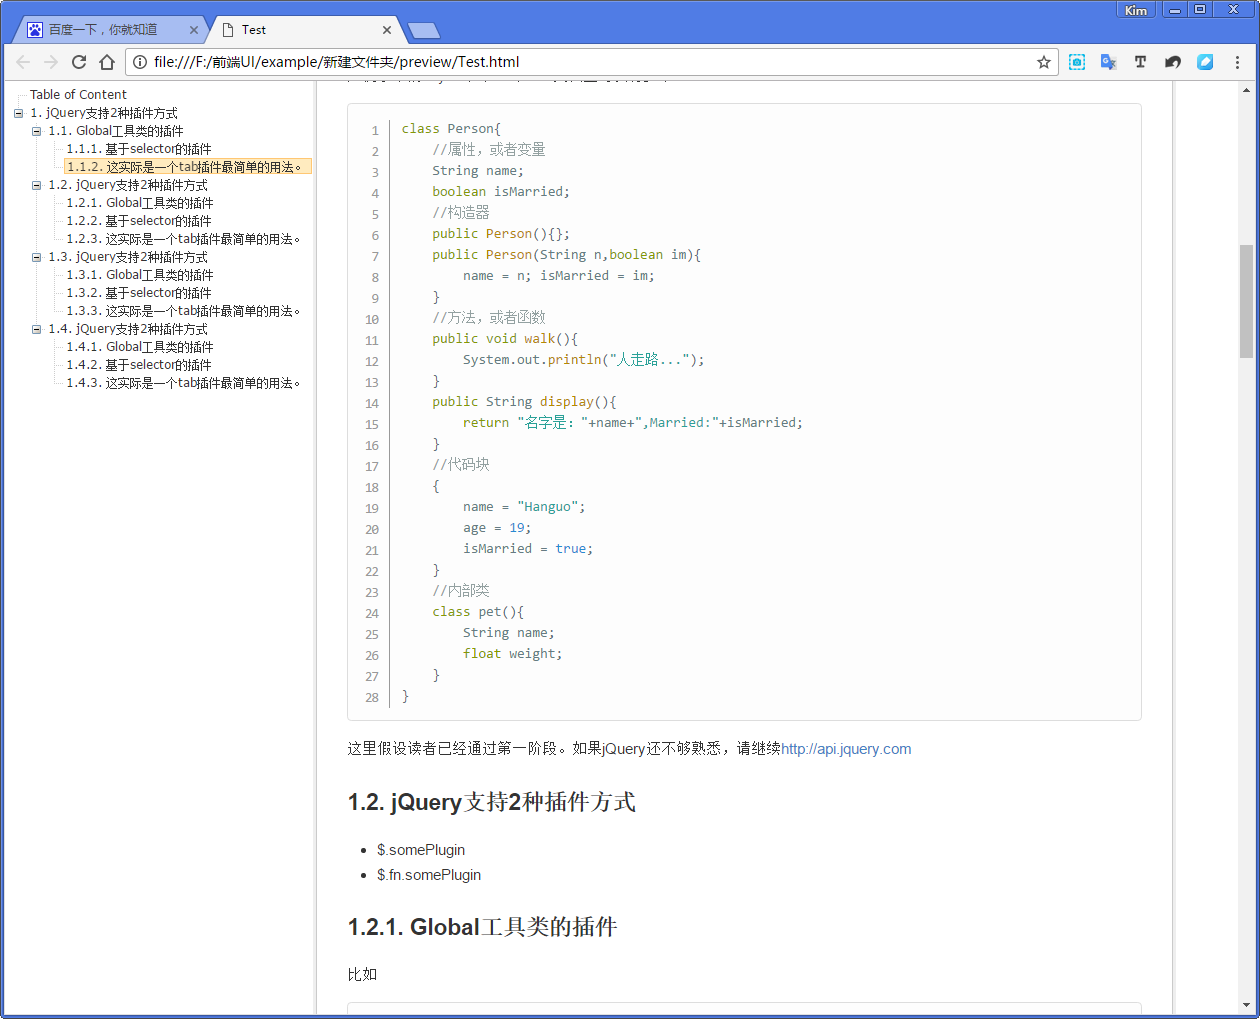 Kim
百度一下，你就知道
Test
file:///F:/前端UI/example/新建文件夹/preview/Test.html
Table of Content
1. jQuery支持2种插件方式
1.1. Global工具类的插件
1.1.1. 基于selector的插件
1.1.2. 这实际是一个tab插件最简单的用法。
1.2. jQuery支持2种插件方式
1.2.1. Global工具类的插件
1.2.2. 基于selector的插件
1.2.3. 这实际是一个tab插件最简单的用法。
1.3. jQuery支持2种插件方式
1.3.1. Global工具类的插件
1.3.2. 基于selector的插件
1.3.3. 这实际是一个tab插件最简单的用法。
1.4. jQuery支持2种插件方式
1.4.1. Global工具类的插件
1.4.2. 基于selector的插件
1.4.3. 这实际是一个tab插件最简单的用法。
1 class Person{
2 //属性，或者变量
3 String name;
4 boolean isMarried;
5 //构造器
6 public Person(){};
7 public Person(String n,boolean im){
8 name = n; isMarried = im;
9 }
10 //方法，或者函数
11 public void walk(){
12 System.out.println("人走路...");
13 }
14 public String display(){
15 return "名字是："+name+",Married:"+isMarried;
16 }
17 //代码块
18 {
19 name = "Hanguo";
20 age = 19;
21 isMarried = true;
22 }
23 //内部类
24 class pet(){
25 String name;
26 float weight;
27 }
28 }
这里假设读者已经通过第一阶段。如果jQuery还不够熟悉，请继续http://api.jquery.com
1.2. jQuery支持2种插件方式
• $.somePlugin
• $.fn.somePlugin
1.2.1. Global工具类的插件
比如